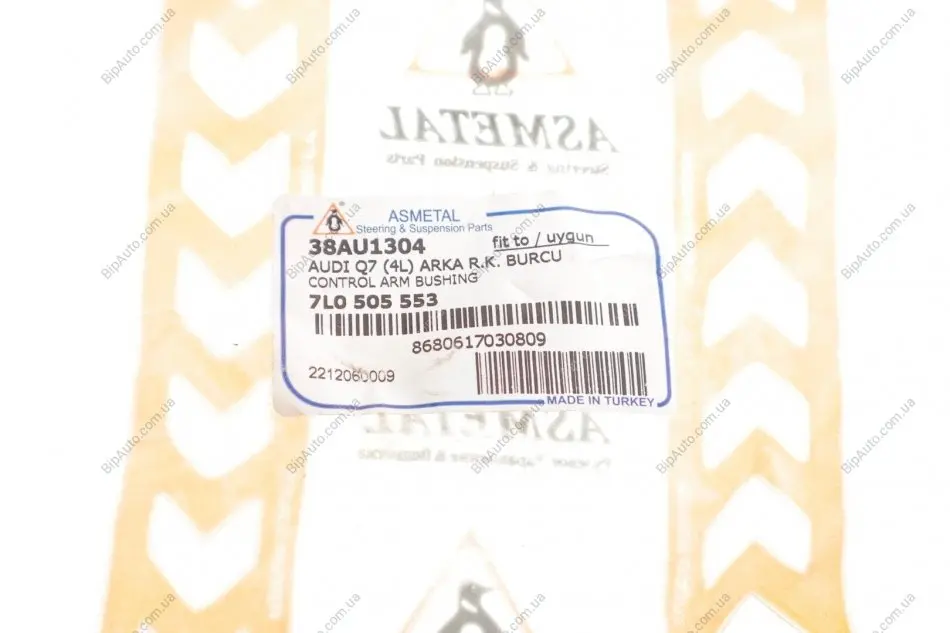 ASMETAL
Steering & Suspension Parts
ASMETAL
Steering & Suspension Parts
38AU1304
fit to / uygun
AUDI Q7 (4L) ARKA R.K. BURCU
CONTROL ARM BUSHING
7L0 505 553
8680617030809
2212060009
MADE IN TURKEY
ASMETAL
BipAuto.com.ua